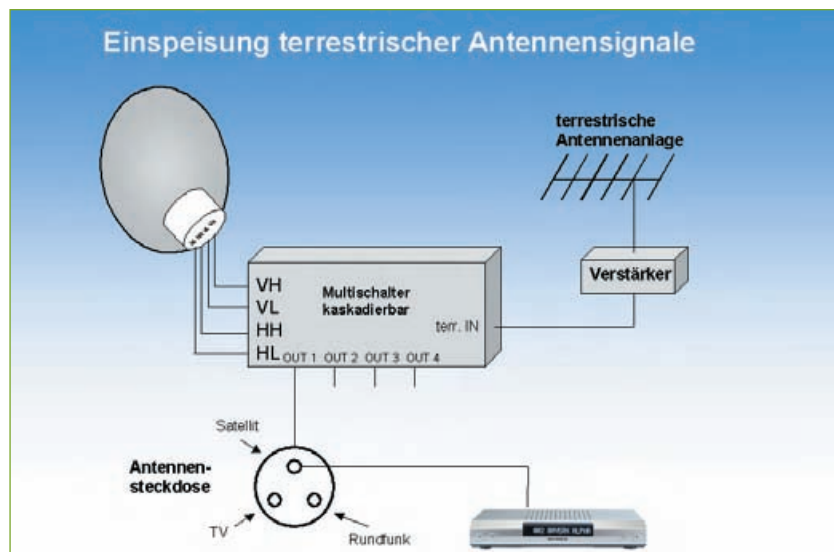 Einspeisung terrestrischer Antennensignale
terrestrische
Antennenanlage
Verstärker
VH
VL
HH
HL
Multischalter
kaskadierbar
terr. IN
OUT 1 OUT 2 OUT 3 OUT 4
Satellit
Antennen-
steckdose
TV
Rundfunk